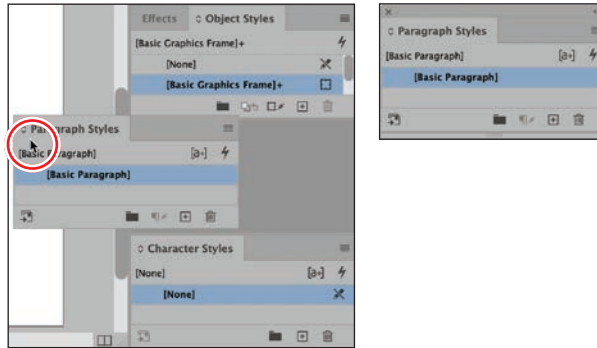 Effects Object Styles
[Basic Graphics Frame]+
[None]
[Basic Graphics Frame]+
Paragraph Styles
[Basic Paragraph] [a+]
[Basic Paragraph]
Character Styles
[None] [a+]
[None]
Paragraph Styles
[Basic Paragraph] [a+]
[Basic Paragraph]